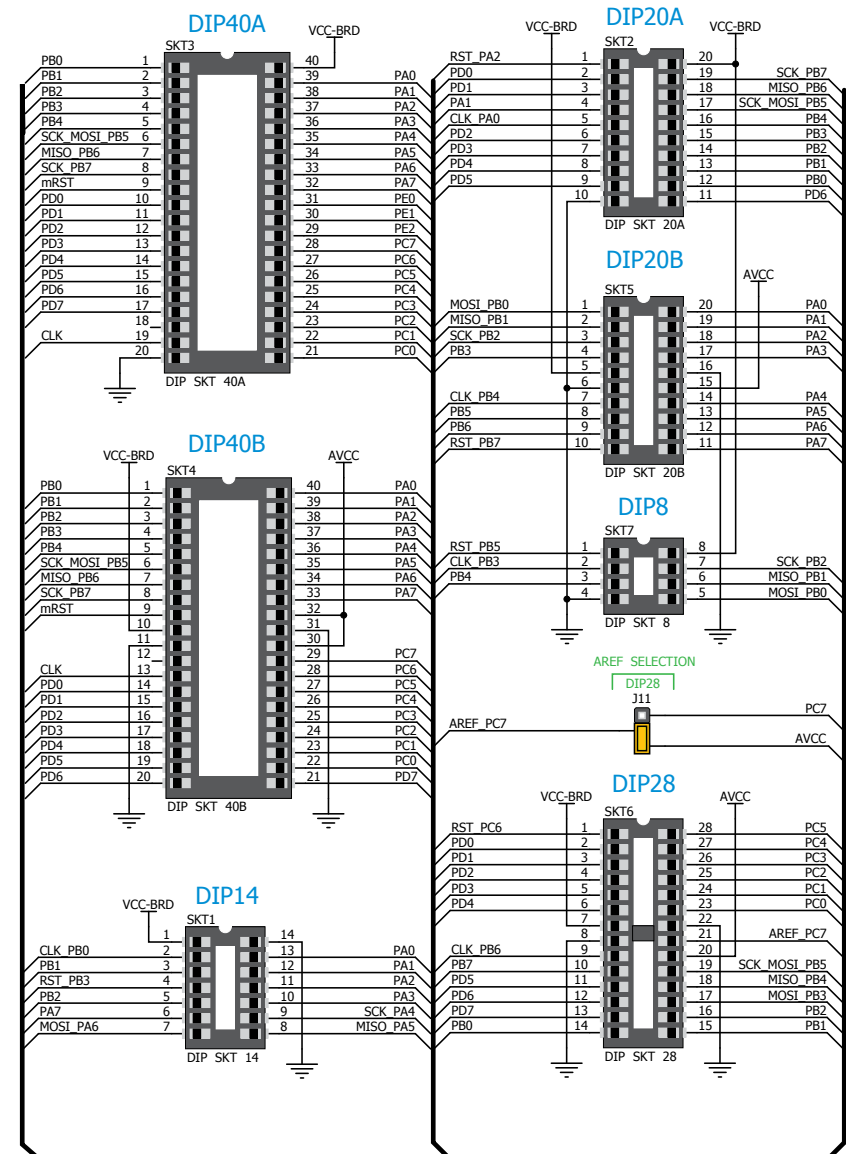 DIP40A
SKT3
VCC-BRD
PB0 1 40
PB1 2 39 PA0
PB2 3 38 PA1
PB3 4 37 PA2
PB4 5 36 PA3
SCK_MOSI_PB5 6 35 PA4
MISO_PB6 7 34 PA5
SCK_PB7 8 33 PA6
mRST 9 32 PA7
PD0 10 31 PE0
PD1 11 30 PE1
PD2 12 29 PE2
PD3 13 28 PC7
PD4 14 27 PC6
PD5 15 26 PC5
PD6 16 25 PC4
PD7 17 24 PC3
18 23 PC2
CLK 19 22 PC1
20 21 PC0
DIP SKT 40A
DIP40B
VCC-BRD
SKT4
AVCC
PB0 1 40 PA0
PB1 2 39 PA1
PB2 3 38 PA2
PB3 4 37 PA3
PB4 5 36 PA4
SCK_MOSI_PB5 6 35 PA5
MISO_PB6 7 34 PA6
SCK_PB7 8 33 PA7
mRST 9 32
10 31
11 30
12 29 PC7
CLK 13 28 PC6
PD0 14 27 PC5
PD1 15 26 PC4
PD2 16 25 PC3
PD3 17 24 PC2
PD4 18 23 PC1
PD5 19 22 PC0
PD6 20 21 PD7
DIP SKT 40B
DIP14
VCC-BRD
SKT1
1 14
CLK_PB0 2 13 PA0
PB1 3 12 PA1
RST_PB3 4 11 PA2
PB2 5 10 PA3
PA7 6 9 SCK_PA4
MOSI_PA6 7 8 MISO_PA5
DIP SKT 14
DIP20A
VCC-BRD
SKT2
VCC-BRD
RST_PA2 1 20
PD0 2 19 SCK_PB7
PD1 3 18 MISO_PB6
PA1 4 17 SCK_MOSI_PB5
CLK_PA0 5 16 PB4
PD2 6 15 PB3
PD3 7 14 PB2
PD4 8 13 PB1
PD5 9 12 PB0
10 11 PD6
DIP SKT 20A
DIP20B
SKT5
AVCC
MOSI_PB0 1 20 PA0
MISO_PB1 2 19 PA1
SCK_PB2 3 18 PA2
PB3 4 17 PA3
5 16
6 15
CLK_PB4 7 14 PA4
PB5 8 13 PA5
PB6 9 12 PA6
RST_PB7 10 11 PA7
DIP SKT 20B
DIP8
SKT7
RST_PB5 1 8
CLK_PB3 2 7 SCK_PB2
PB4 3 6 MISO_PB1
4 5 MOSI_PB0
DIP SKT 8
AREF SELECTION
DIP28
J11
PC7
AREF_PC7
AVCC
DIP28
VCC-BRD
SKT6
AVCC
RST_PC6 1 28 PC5
PD0 2 27 PC4
PD1 3 26 PC3
PD2 4 25 PC2
PD3 5 24 PC1
PD4 6 23 PC0
7 22
8 21 AREF_PC7
CLK_PB6 9 20
PB7 10 19 SCK_MOSI_PB5
PD5 11 18 MISO_PB4
PD6 12 17 MOSI_PB3
PD7 13 16 PB2
PB0 14 15 PB1
DIP SKT 28